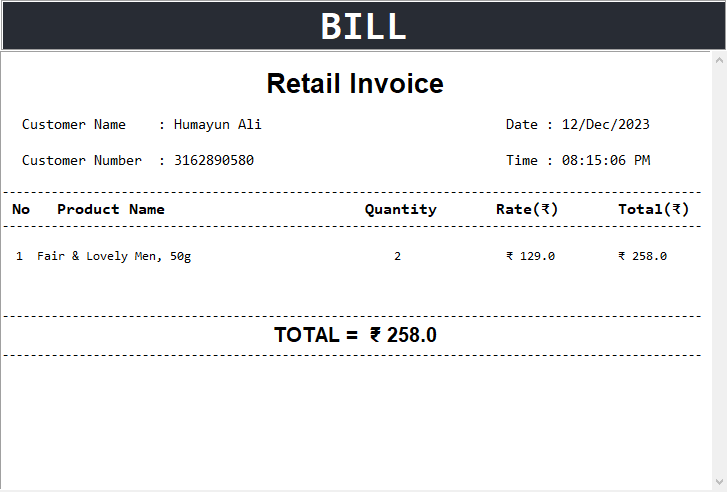 BILL
Retail Invoice
Customer Name : Humayun Ali Date : 12/Dec/2023
Customer Number : 3162890580 Time : 08:15:06 PM
No Product Name Quantity Rate(₹) Total(₹)
1 Fair & Lovely Men, 50g 2 ₹ 129.0 ₹ 258.0
TOTAL = ₹ 258.0